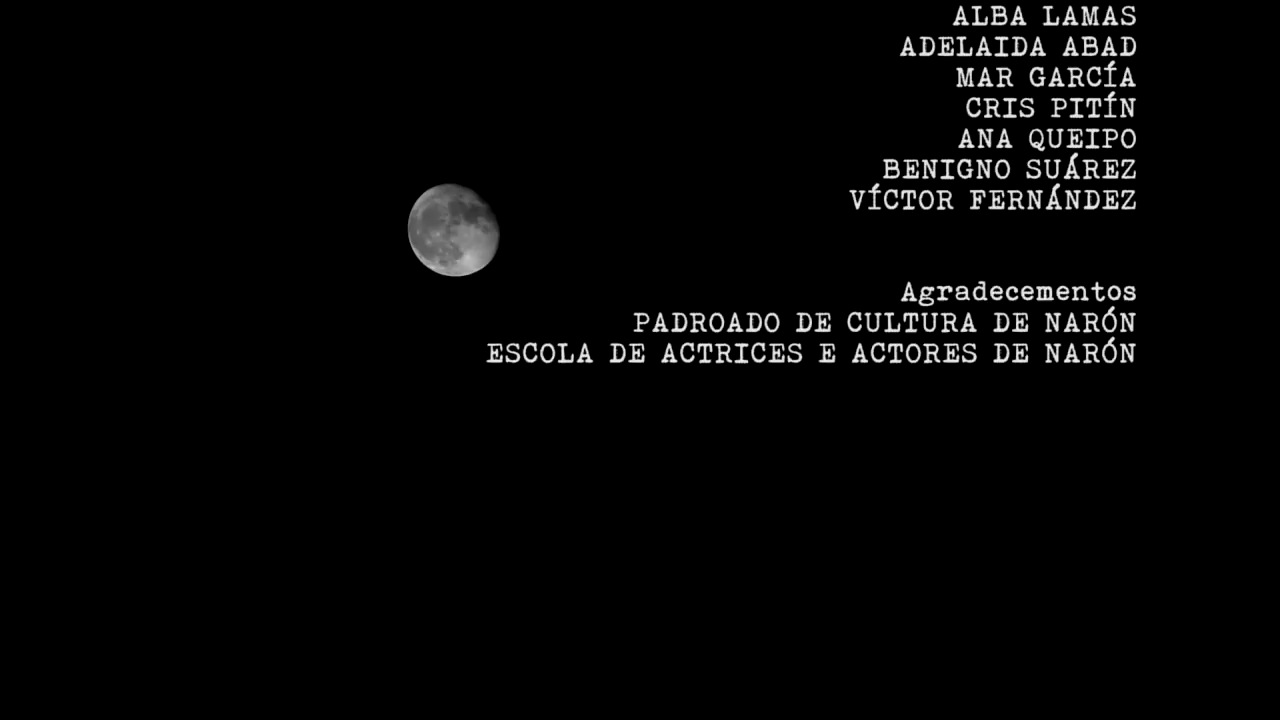 ALBA LAMAS
ADELAIDA ABAD
MAR GARCÍA
CRIS PITÍN
ANA QUEIPO
BENIGNO SUÁREZ
VÍCTOR FERNÁNDEZ
Agradecementos
PADROADO DE CULTURA DE NARÓN
ESCOLA DE ACTRICES E ACTORES DE NARÓN